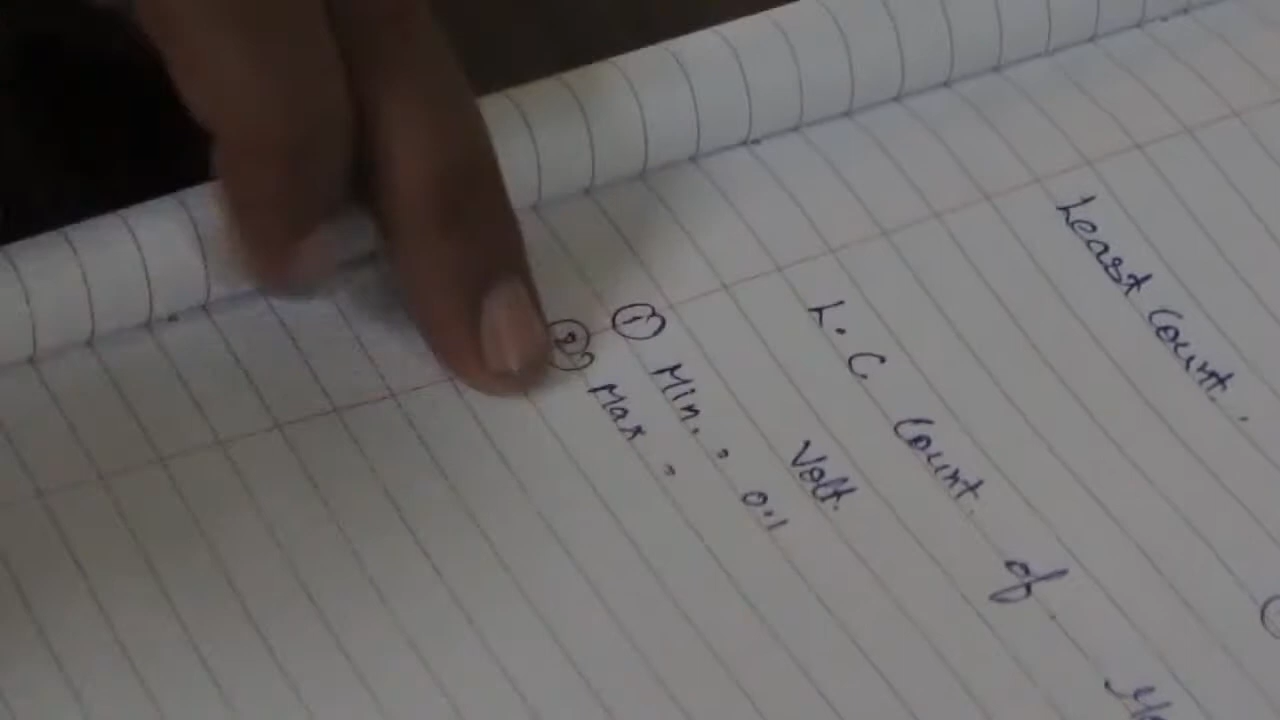 Least Count.
L.C Count. of
Volt.
① Min. = 0.1
② Max =